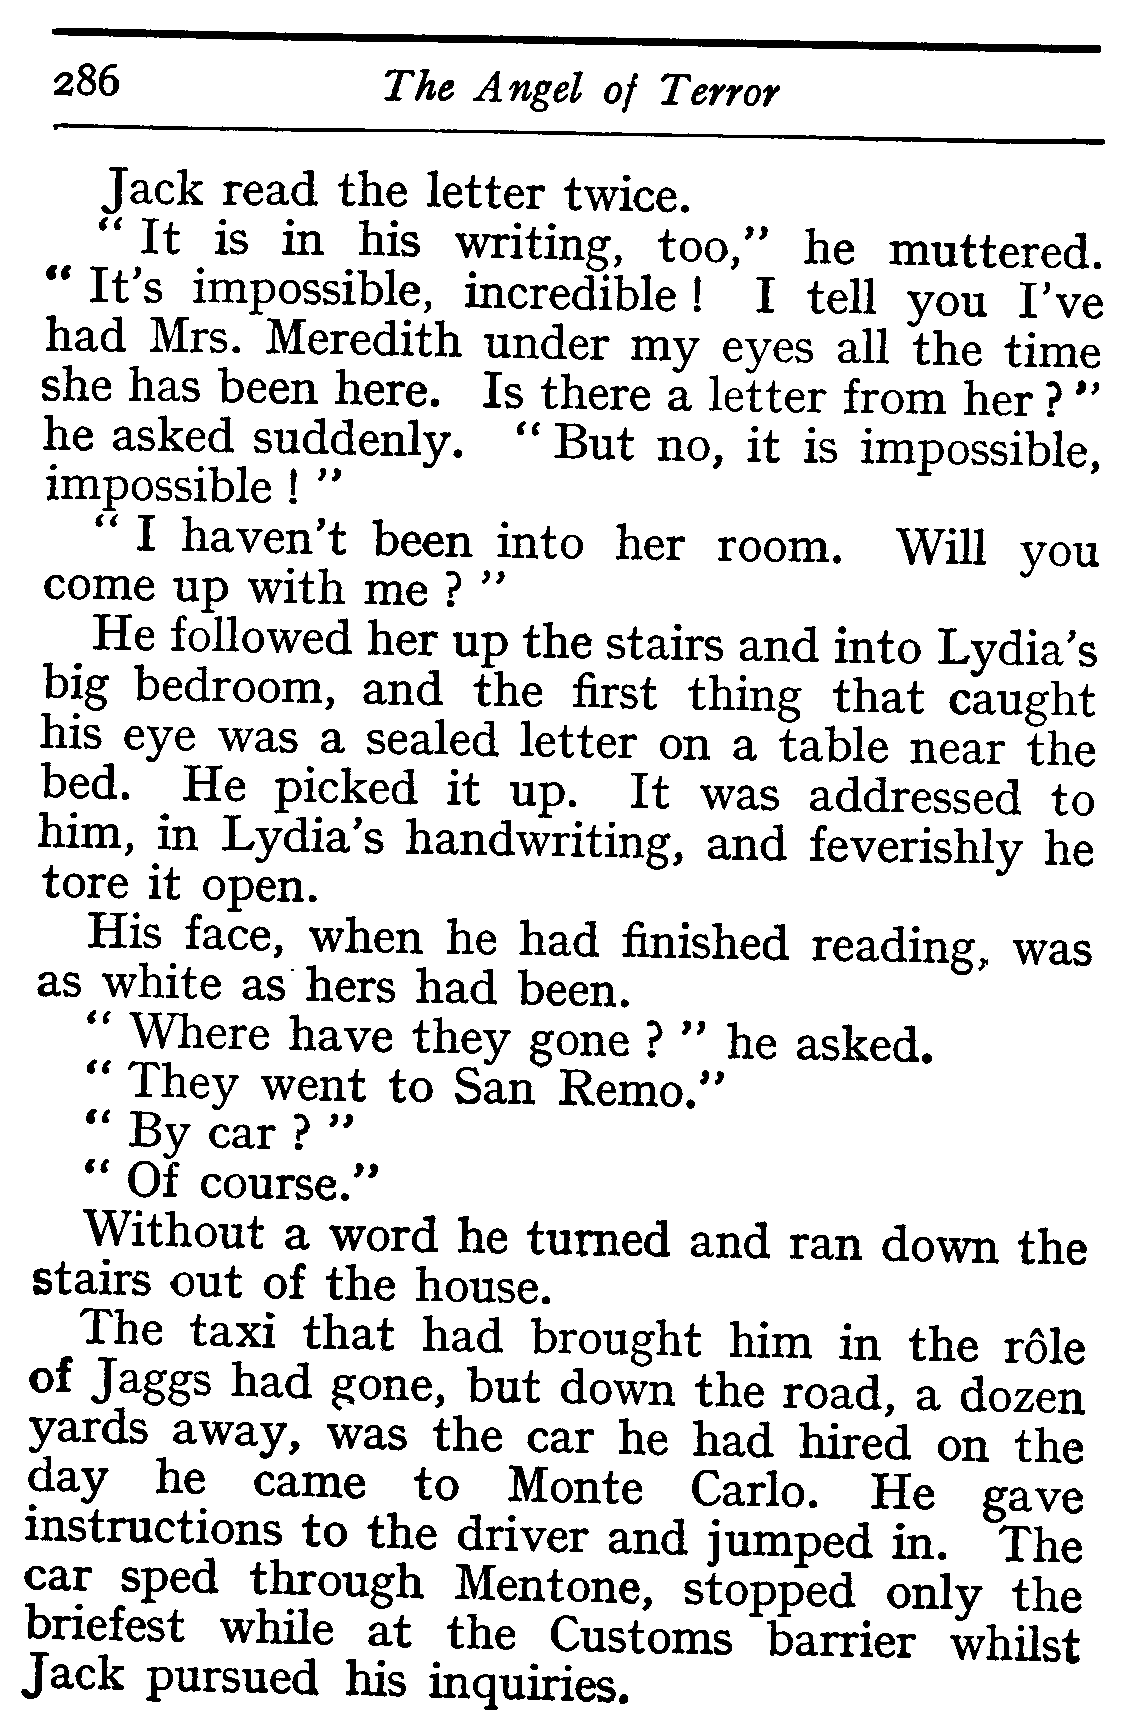 286 The Angel of Terror
Jack read the letter twice.
" It is in his writing, too," he muttered.
" It's impossible, incredible ! I tell you I've
had Mrs. Meredith under my eyes all the time
she has been here. Is there a letter from her ? "
he asked suddenly. " But no, it is impossible,
impossible ! "
" I haven't been into her room. Will you
come up with me ? "
He followed her up the stairs and into Lydia's
big bedroom, and the first thing that caught
his eye was a sealed letter on a table near the
bed. He picked it up. It was addressed to
him, in Lydia's handwriting, and feverishly he
tore it open.
His face, when he had finished reading, was
as white as hers had been.
" Where have they gone ? " he asked.
" They went to San Remo."
" By car ? "
" Of course."
Without a word he turned and ran down the
stairs out of the house.
The taxi that had brought him in the rôle
of Jaggs had gone, but down the road, a dozen
yards away, was the car he had hired on the
day he came to Monte Carlo. He gave
instructions to the driver and jumped in. The
car sped through Mentone, stopped only the
briefest while at the Customs barrier whilst
Jack pursued his inquiries.